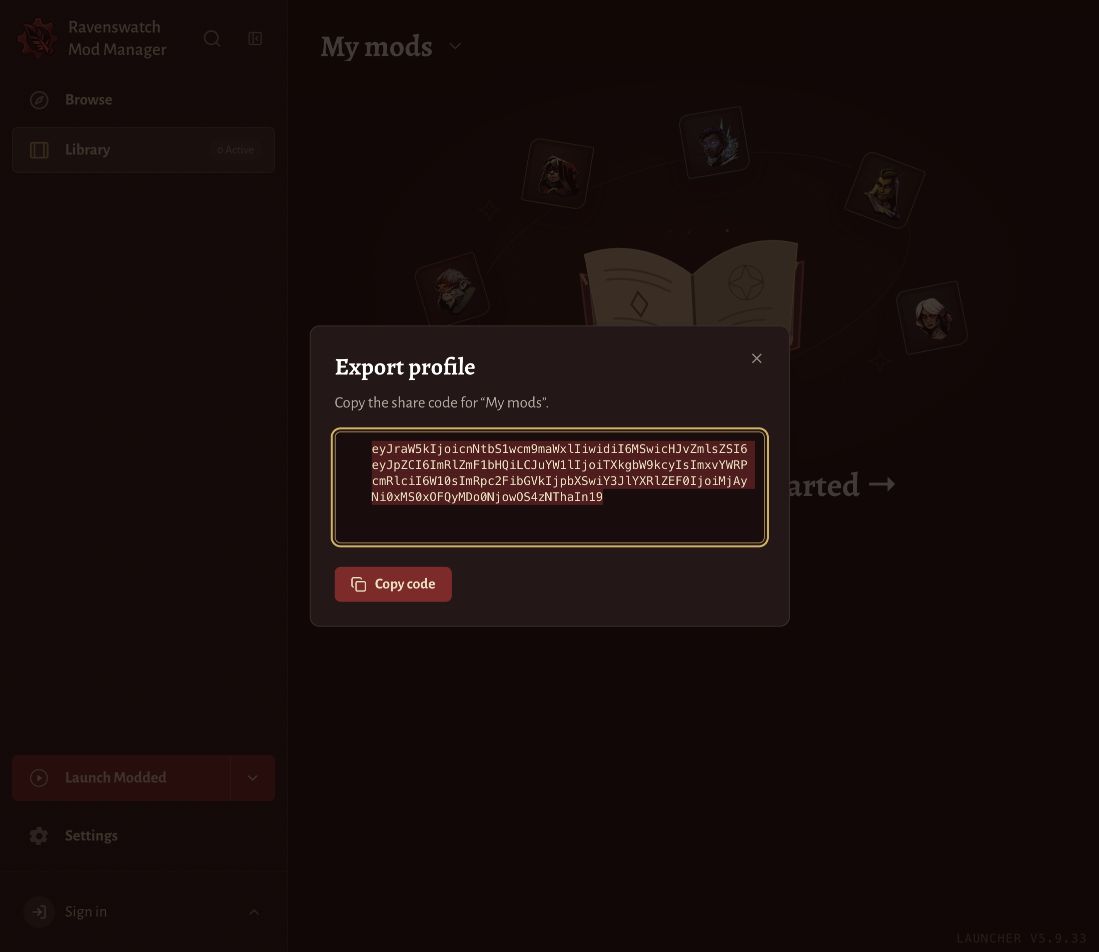 Ravenswatch
Mod Manager
Browse
Library
0 Active
Launch Modded
Settings
Sign in
My mods
Export profile
Copy the share code for “My mods”.
eyJraW5kIjoicnNtbS1wcm9maWxlIiwidiI6MSwicHJvZmlsZSI6
eyJpZCI6ImRlZmF1bHQiLCJuYW1lIjoiTXkgbW9kcyIsImxvYWRP
cmRlciI6W10sImRpc2FibGVkIjpbXSwiY3JlYXRlZEF0IjoiMjAy
Ni0xMS0xOFQyMDo0NjowOS4zNThaIn19
Copy code
arted →
LAUNCHER V5.9.33